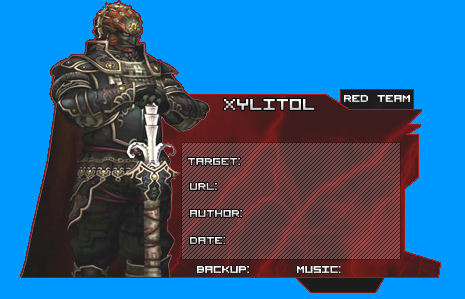 XYLITOL
RED TEAM
TARGET:
URL:
AUTHOR:
DATE:
BACKUP: MUSIC: